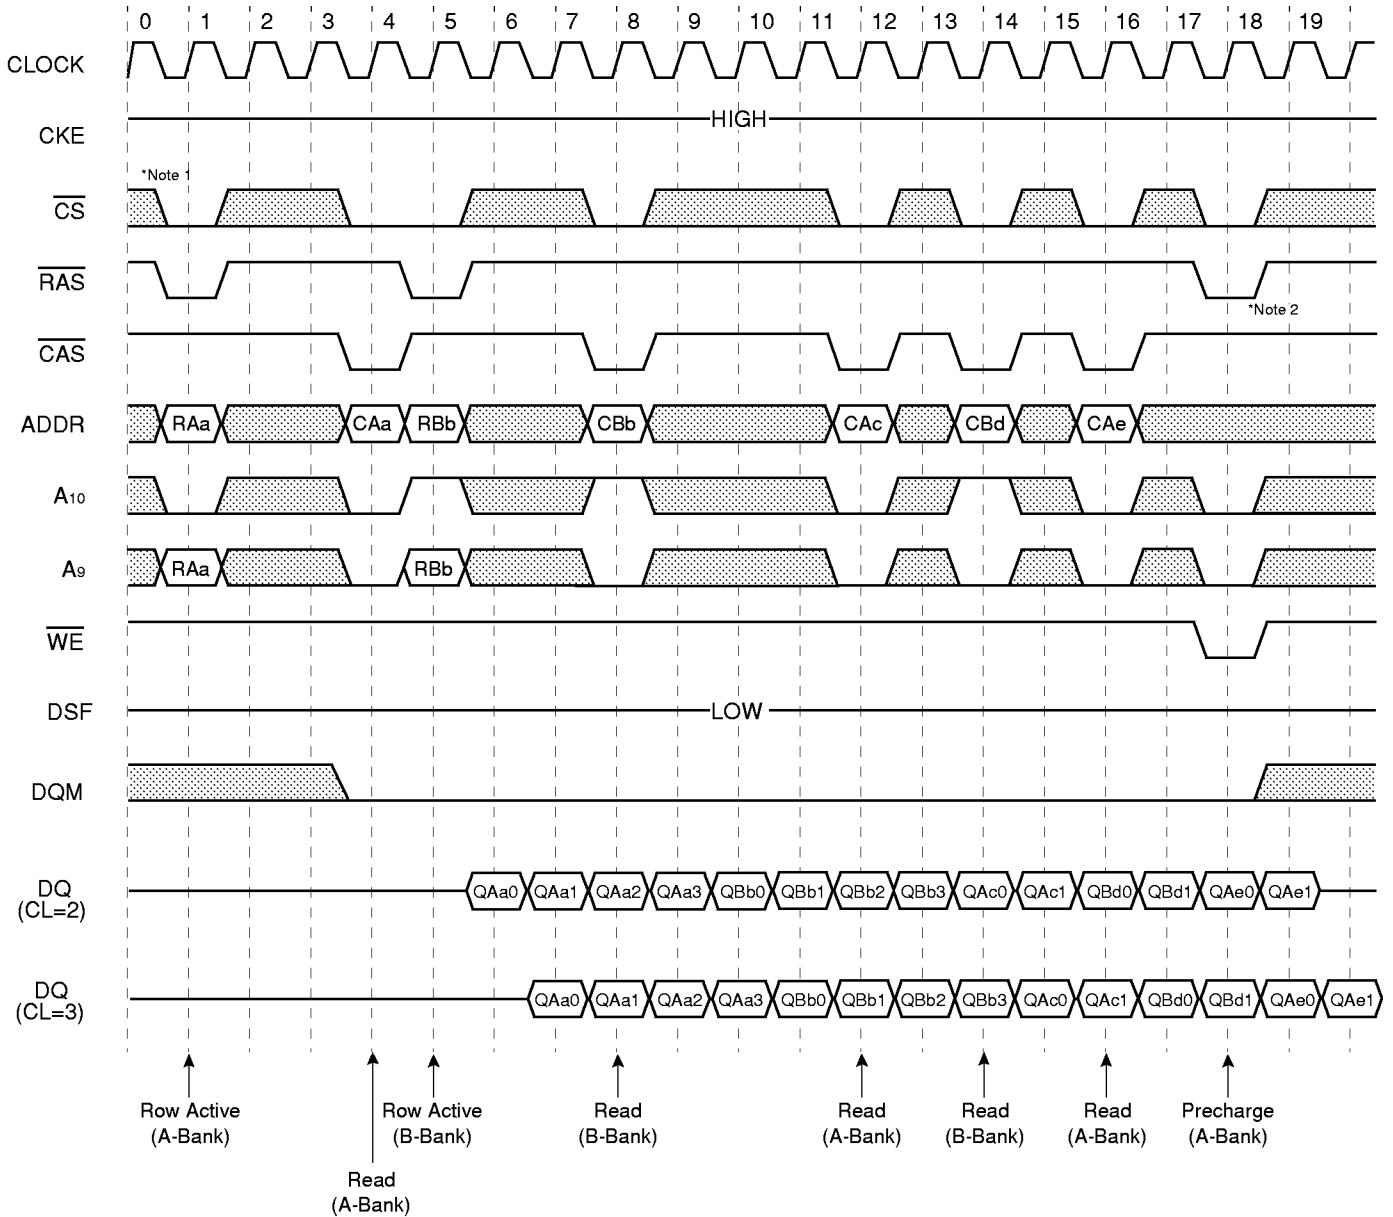 0 1 2 3 4 5 6 7 8 9 10 11 12 13 14 15 16 17 18 19
CLOCK
CKE HIGH
*Note 1
CS
RAS
*Note 2
CAS
ADDR RAa CAa RBb CBb CAc CBd CAe
A10
A9 RAa RBb
WE
DSF LOW
DQM
DQ
(CL=2)
QAa0 QAa1 QAa2 QAa3 QBb0 QBb1 QBb2 QBb3 QAc0 QAc1 QBd0 QBd1 QAe0 QAe1
DQ
(CL=3)
QAa0 QAa1 QAa2 QAa3 QBb0 QBb1 QBb2 QBb3 QAc0 QAc1 QBd0 QBd1 QAe0 QAe1
Row Active
(A-Bank)
Read
(A-Bank)
Row Active
(B-Bank)
Read
(B-Bank)
Read
(A-Bank)
Read
(B-Bank)
Read
(A-Bank)
Precharge
(A-Bank)